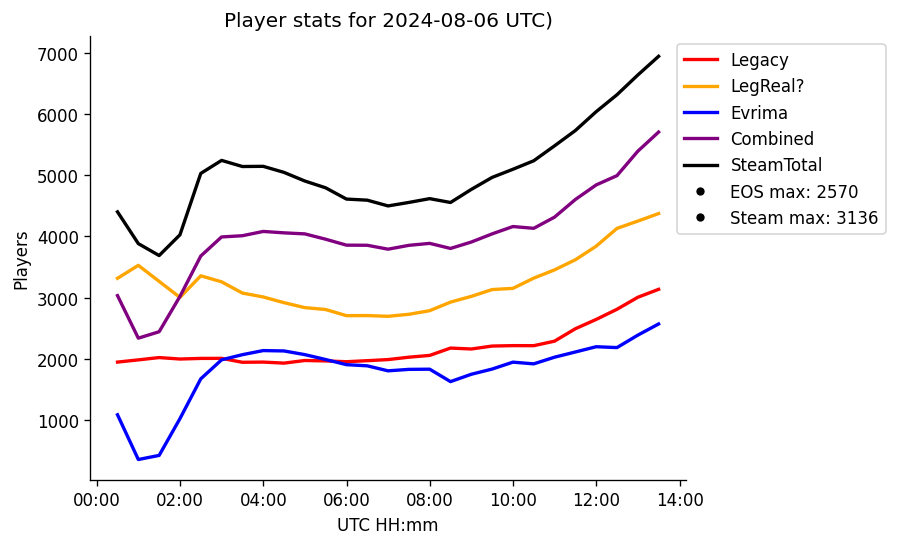 Player stats for 2024-08-06 UTC)
7000
6000
5000
4000
3000
2000
1000
Players
00:00 02:00 04:00 06:00 08:00 10:00 12:00 14:00
UTC HH:mm
Legacy
LegReal?
Evrima
Combined
SteamTotal
EOS max: 2570
Steam max: 3136